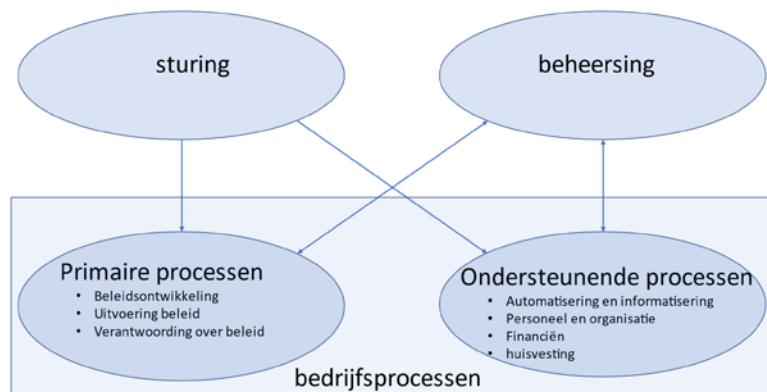 sturing
beheersing
Primaire processen
• Beleidsontwikkeling
• Uitvoering beleid
• Verantwoording over beleid
Ondersteunende processen
• Automatisering en informatisering
• Personeel en organisatie
• Financiën
• huisvesting
bedrijfsprocessen